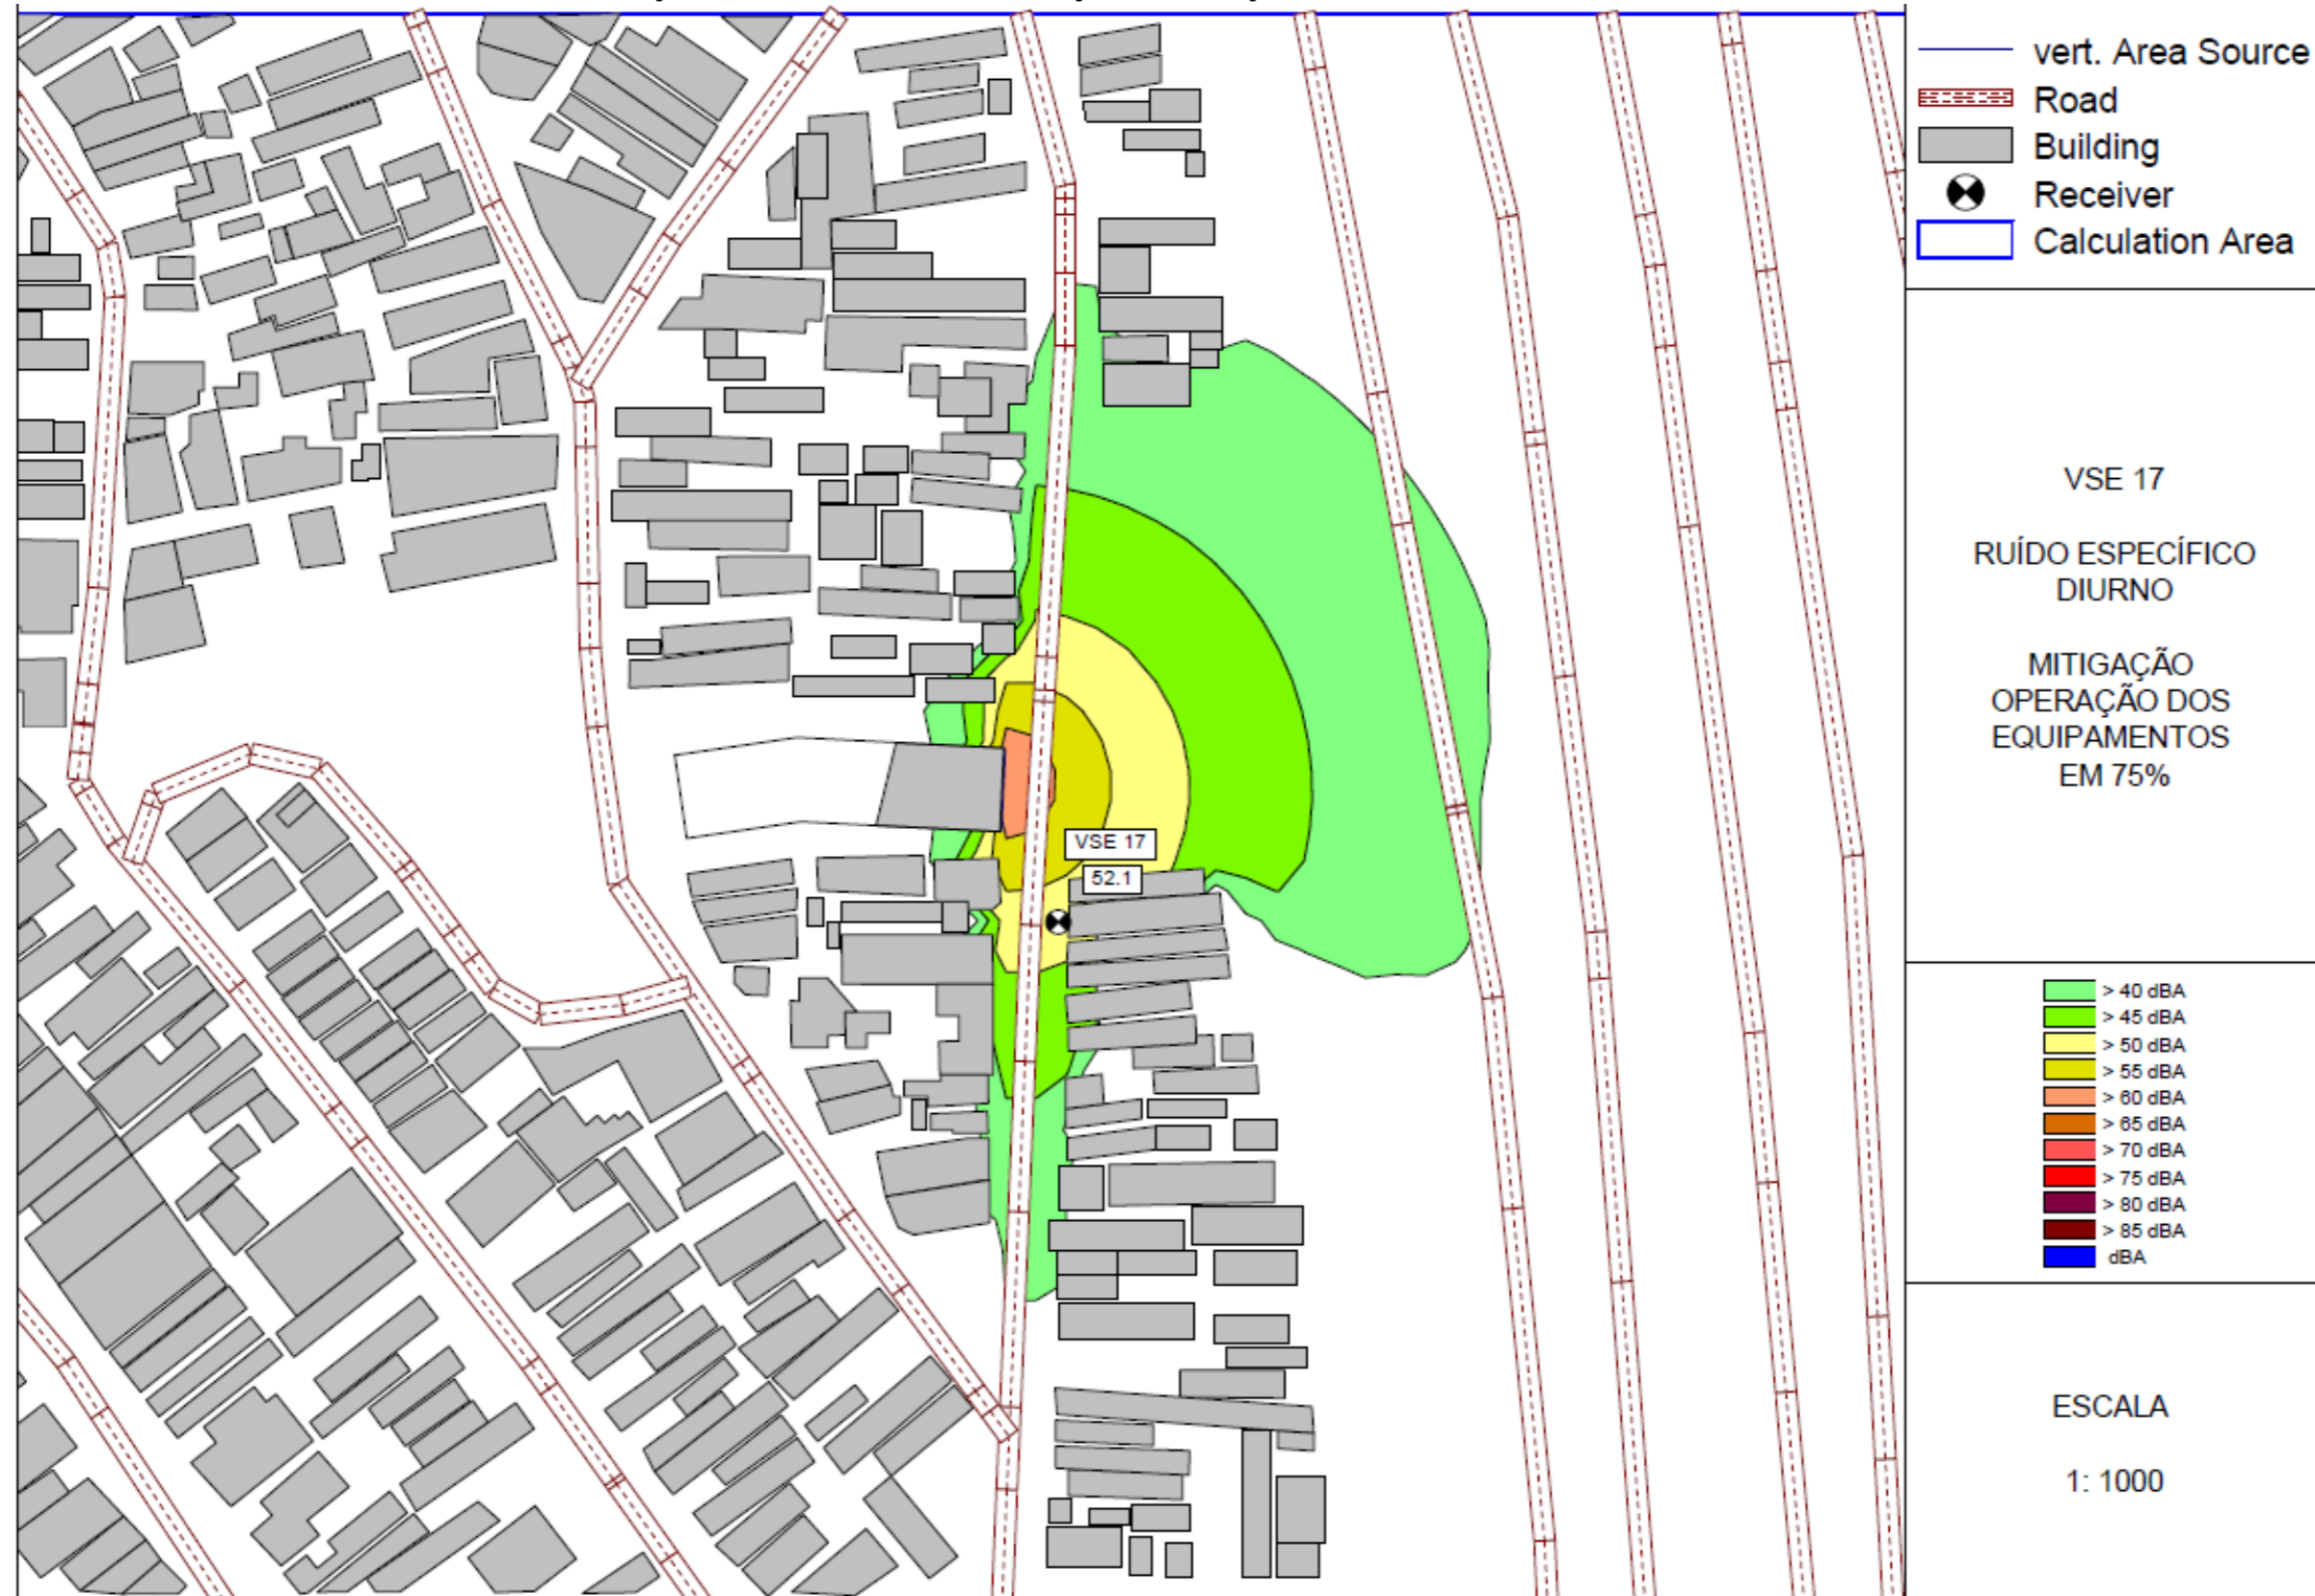 vert. Area Source
Road
Building
Receiver
Calculation Area
VSE 17
RUÍDO ESPECÍFICO
DIURNO
MITIGAÇÃO
OPERAÇÃO DOS
EQUIPAMENTOS
EM 75%
VSE 17
52.1
> 40 dBA
> 45 dBA
> 50 dBA
> 55 dBA
> 60 dBA
> 65 dBA
> 70 dBA
> 75 dBA
> 80 dBA
> 85 dBA
dBA
ESCALA
1: 1000